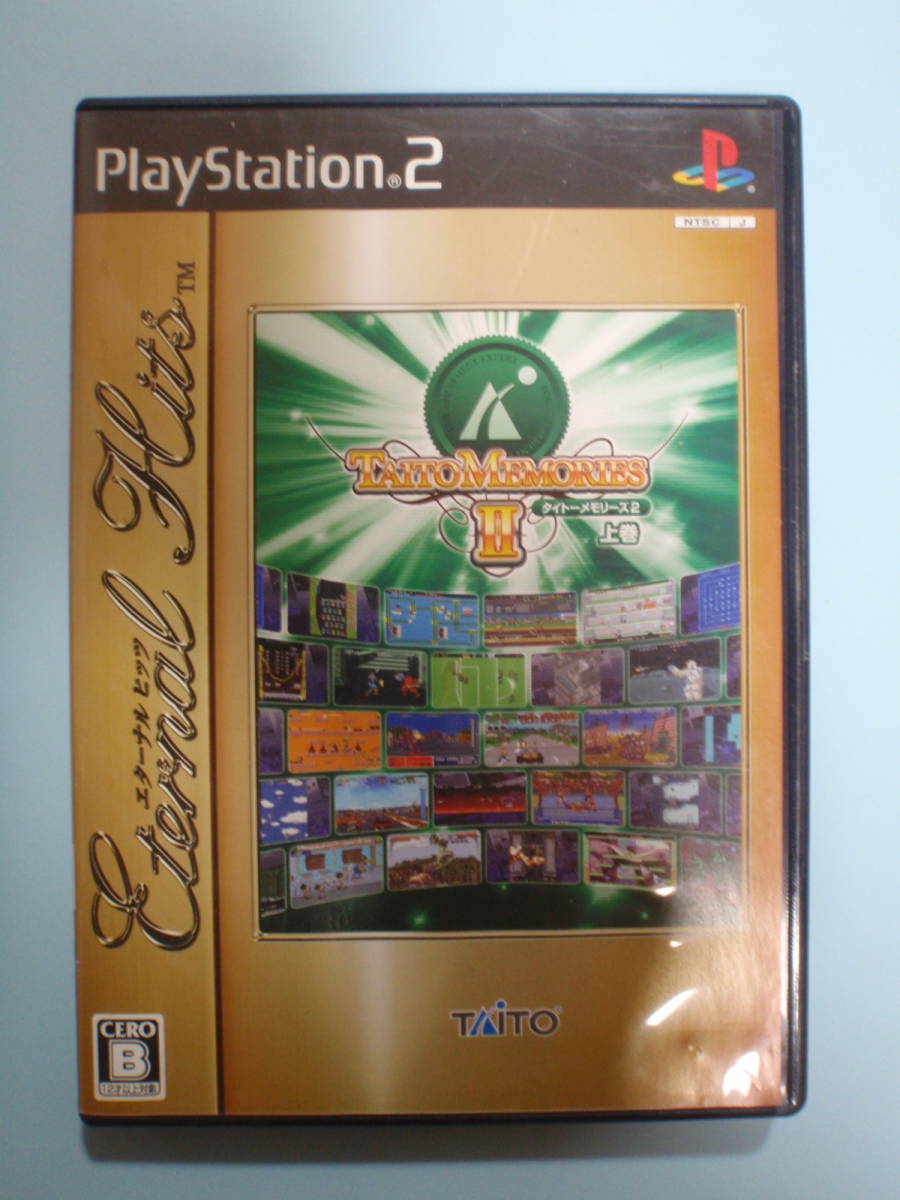 PlayStation®2
NTSC J
Eternal Hits™
エターナル ヒッツ
TAITO MEMORIES
II
タイトーメモリーズ2
上巻
TAITO
CERO
B
12才以上対象